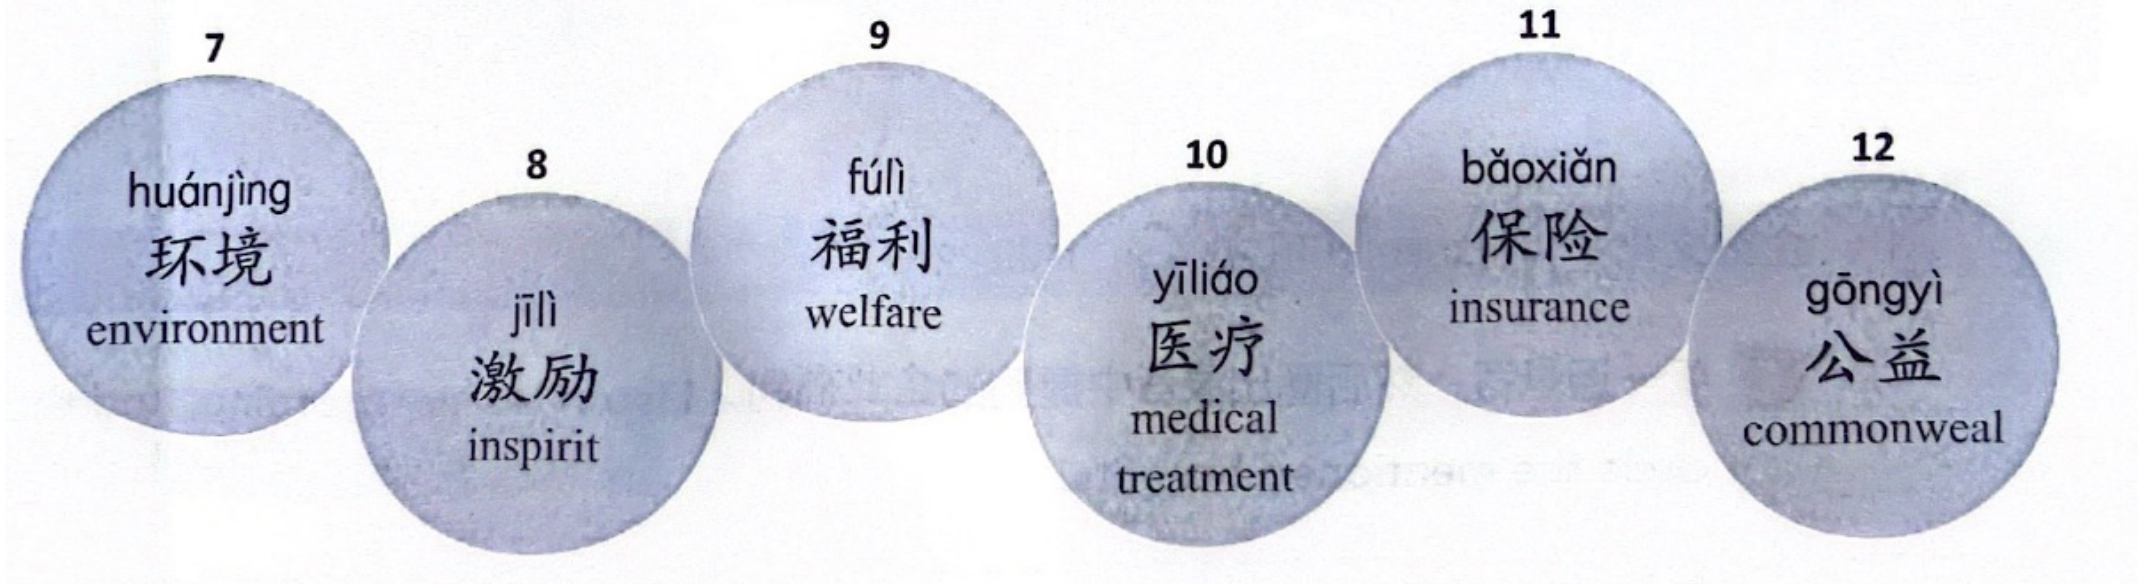 7
huánjìng
环境
environment
8
jīlì
激励
inspirit
9
fúlì
福利
welfare
10
yīliáo
医疗
medical
treatment
11
bǎoxiǎn
保险
insurance
12
gōngyì
公益
commonweal